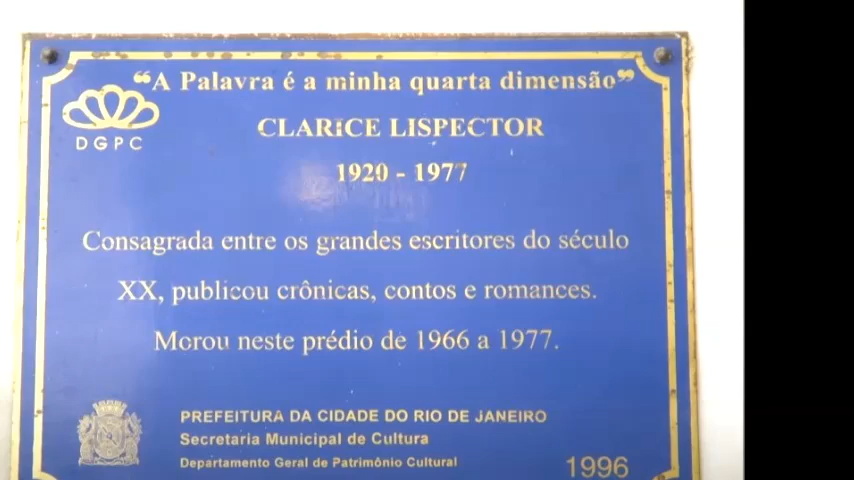 “A Palavra é a minha quarta dimensão”
DGPC
CLARICE LISPECTOR
1920 - 1977
Consagrada entre os grandes escritores do século
XX, publicou crônicas, contos e romances.
Morou neste prédio de 1966 a 1977.
PREFEITURA DA CIDADE DO RIO DE JANEIRO
Secretaria Municipal de Cultura
Departamento Geral de Patrimônio Cultural
1996